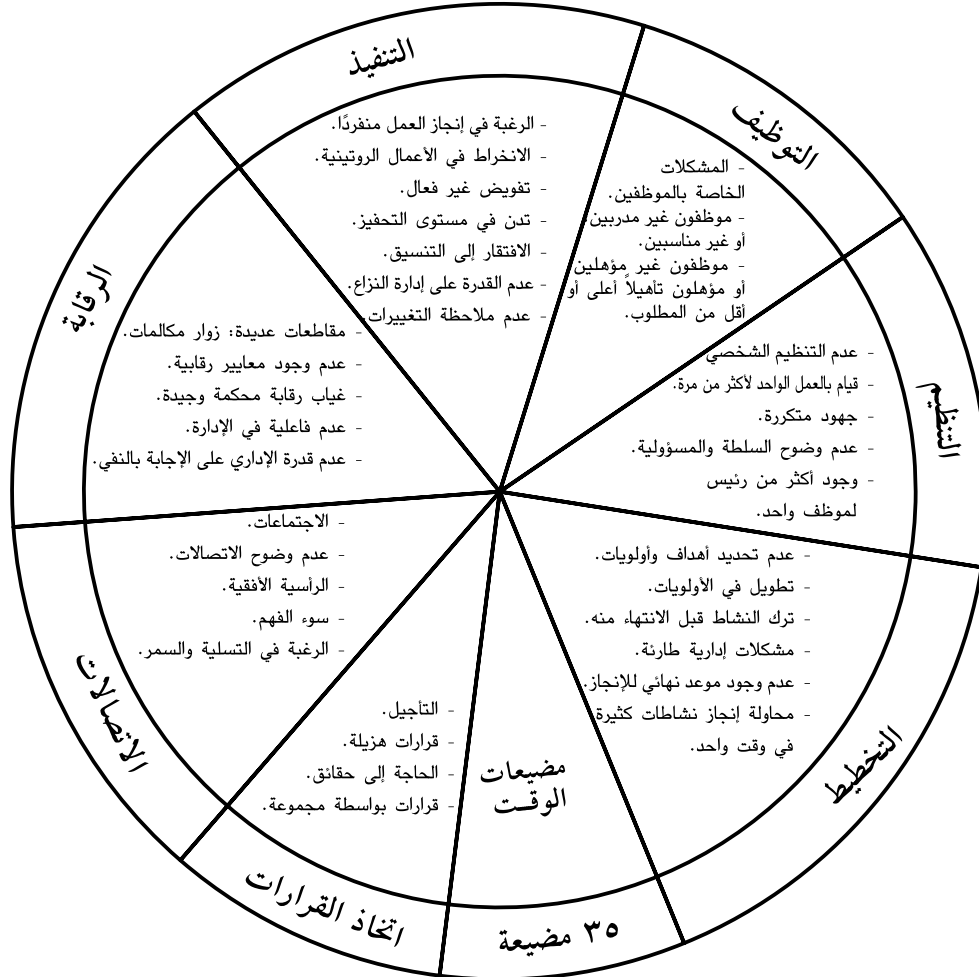 التنفيذ
- الرغبة في إنجاز العمل منفردًا.
- الانخراط في الأعمال الروتينية.
- تفويض غير فعال.
- تدن في مستوى التحفيز.
- الافتقار إلى التنسيق.
- عدم القدرة على إدارة النزاع.
- عدم ملاحظة التغييرات.
التوظيف
- المشكلات
الخاصة بالموظفين.
- موظفون غير مدربين.
أو غير مناسبين.
- موظفون غير مؤهلين
أو مؤهلون تأهيلاً أعلى أو
أقل من المطلوب.
التنظيم
- عدم التنظيم الشخصي
- قيام بالعمل الواحد لأكثر من مرة.
- جهود متكررة.
- عدم وضوح السلطة والمسؤولية.
- وجود أكثر من رئيس
لموظف واحد.
التخطيط
- عدم تحديد أهداف وأولويات.
- تطويل في الأولويات.
- ترك النشاط قبل الانتهاء منه.
- مشكلات إدارية طارئة.
- عدم وجود موعد نهائي للإنجاز.
- محاولة إنجاز نشاطات كثيرة
في وقت واحد.
مضيعات
الوقت
٣٥ مضيعة
اتخاذ القرارات
- التأجيل.
- قرارات هزيلة.
- الحاجة إلى حقائق.
- قرارات بواسطة مجموعة.
الاتصالات
- الاجتماعات.
- عدم وضوح الاتصالات.
- الرأسية الأفقية.
- سوء الفهم.
- الرغبة في التسلية والسمر.
الرقابة
- مقاطعات عديدة: زوار مكالمات.
- عدم وجود معايير رقابية.
- غياب رقابة محكمة وجيدة.
- عدم فاعلية في الإدارة.
- عدم قدرة الإداري على الإجابة بالنفي.